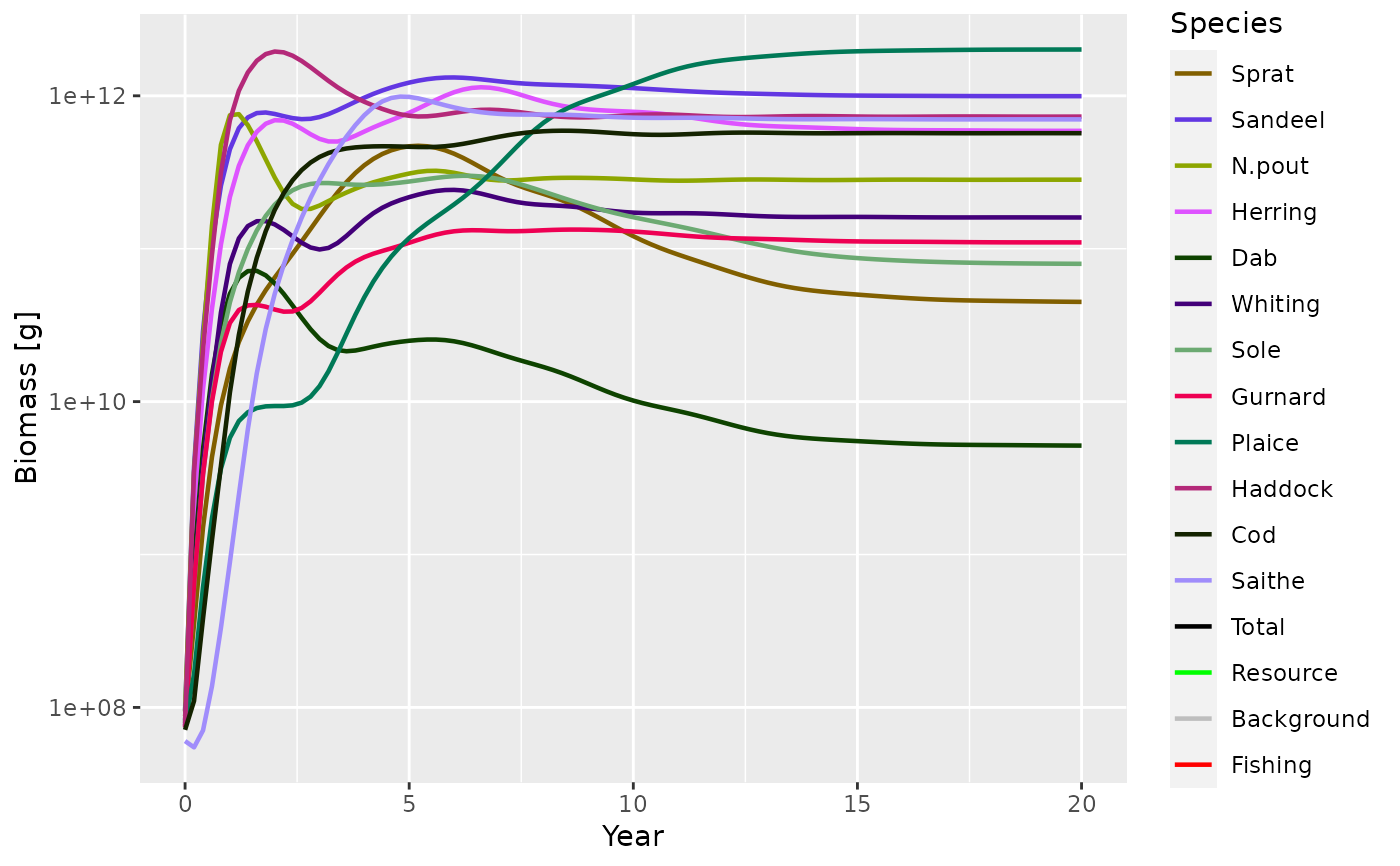 Biomass [g]
1e+12
1e+10
1e+08
0 5 10 15 20
Year
Species
Sprat
Sandeel
N.pout
Herring
Dab
Whiting
Sole
Gurnard
Plaice
Haddock
Cod
Saithe
Total
Resource
Background
Fishing